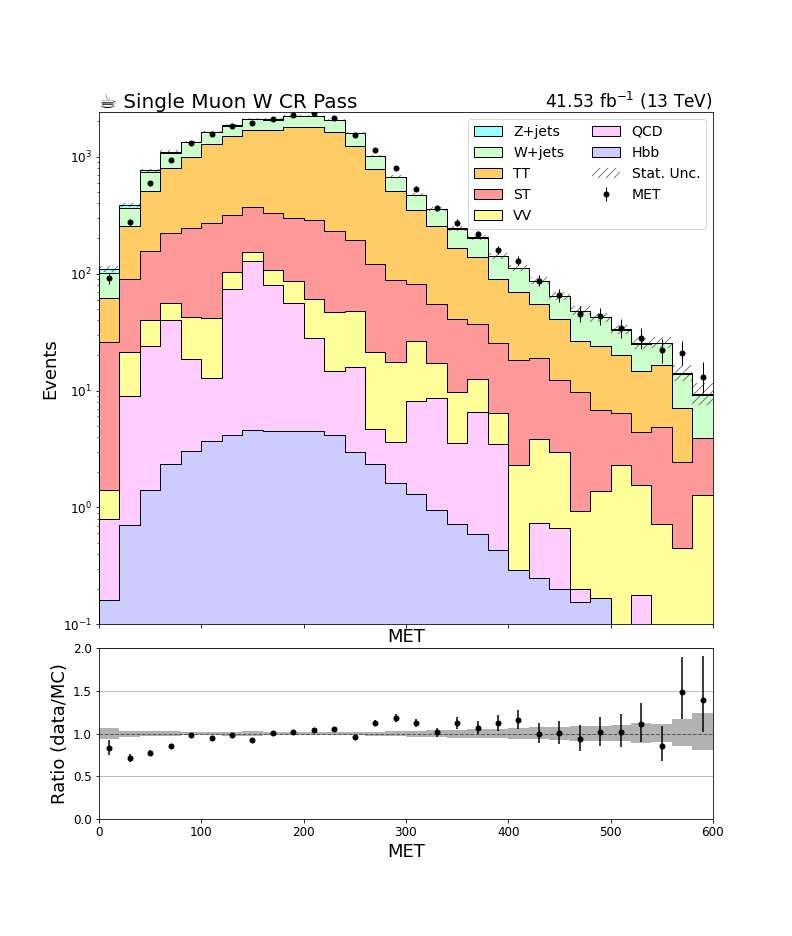 ☕ Single Muon W CR Pass
41.53 fb⁻¹ (13 TeV)
Z+jets
W+jets
TT
ST
VV
QCD
Hbb
Stat. Unc.
MET
Events
10³
10²
10¹
10⁰
10⁻¹
MET
Ratio (data/MC)
2.0
1.5
1.0
0.5
0.0
0 100 200 300 400 500 600
MET